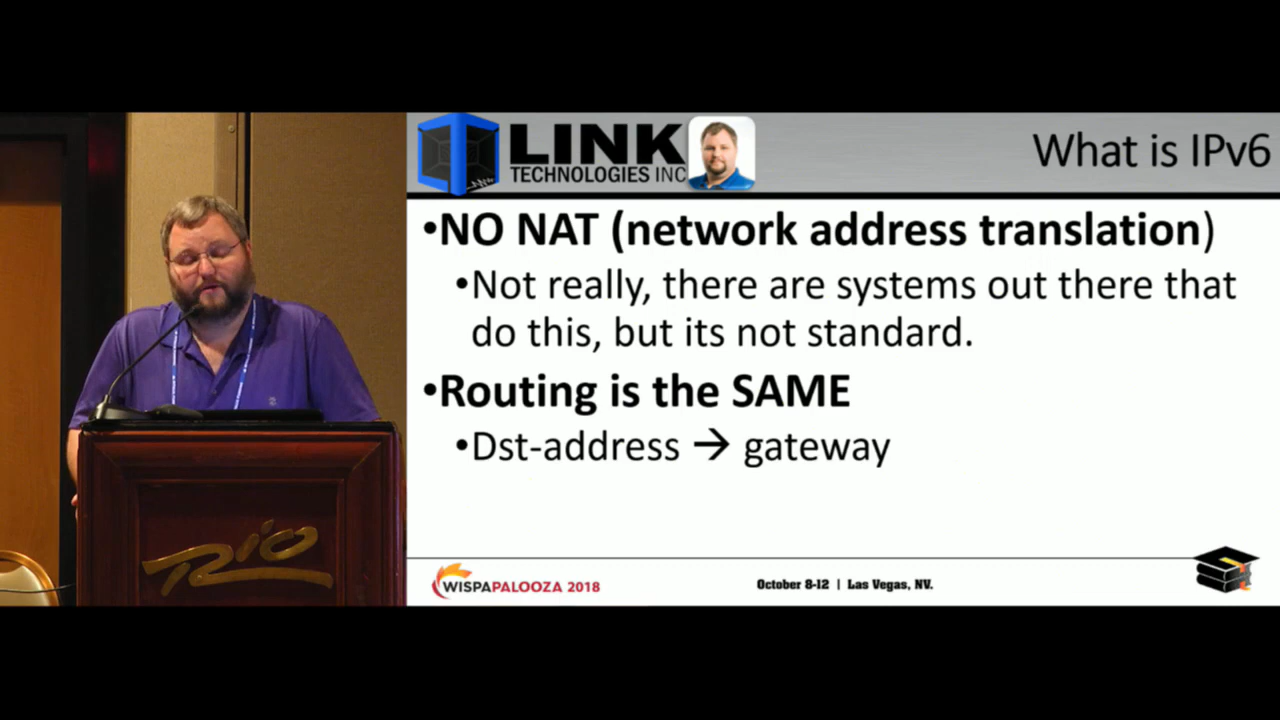 LINK
TECHNOLOGIES INC
What is IPv6
•NO NAT (network address translation)
•Not really, there are systems out there that
do this, but its not standard.
•Routing is the SAME
•Dst-address → gateway
RIO
WISPAPALOOZA 2018
October 8-12 | Las Vegas, NV.